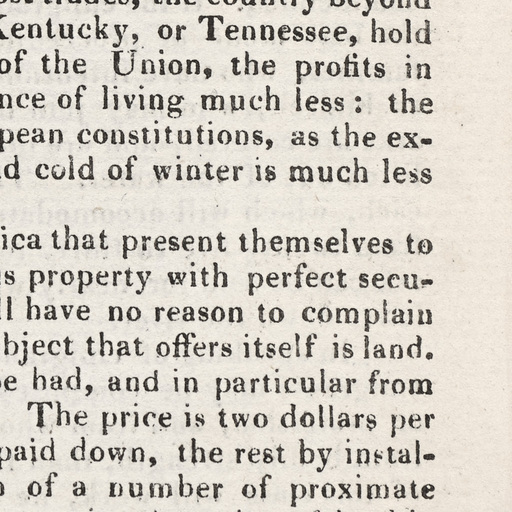 trades, the country beyond
Kentucky, or Tennessee, hold
of the Union, the profits in
nce of living much less: the
pean constitutions, as the ex-
d cold of winter is much less
ica that present themselves to
s property with perfect secu-
ll have no reason to complain
bject that offers itself is land.
e had, and in particular from
The price is two dollars per
paid down, the rest by instal-
of a number of proximate